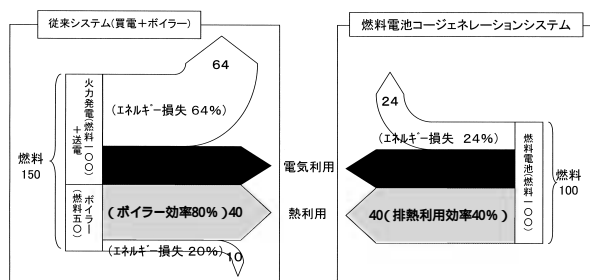 従来システム(買電+ボイラー)
燃料電池コージェネレーションシステム
64
火力発電(燃料一〇〇)
+送電
(エネルギー損失 64%)
24
(エネルギー損失 24%)
燃料
150
電気利用
燃料電池(燃料一〇〇)
燃料
100
ボイラー
(燃料五〇)
(ボイラー効率80%)40
熱利用
40(排熱利用効率40%)
(エネルギー損失 20%)
10